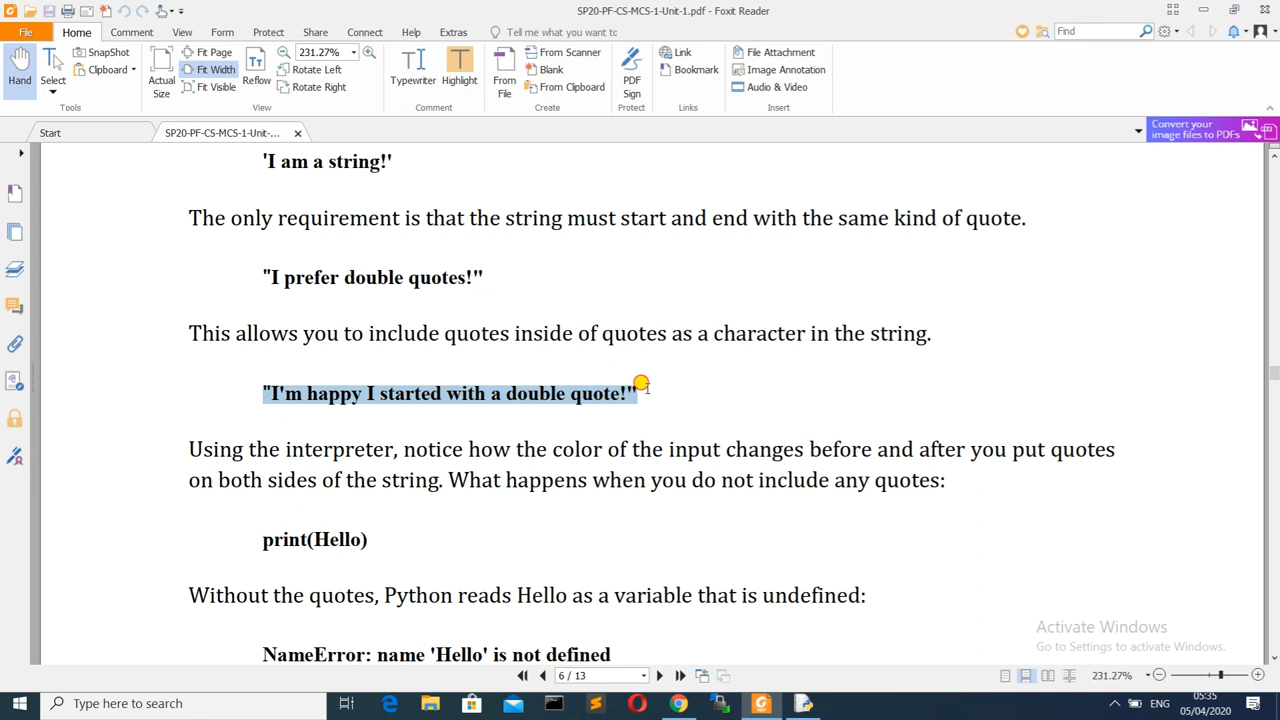 SP20-PF-CS-MCS-1-Unit-1.pdf - Foxit Reader
File Home Comment View Form Protect Share Connect Help Extras Tell me what you want to Find
Hand Select SnapShot Clipboard
Actual Size Fit Page Fit Width Fit Visible Reflow 231.27% Rotate Left Rotate Right
Typewriter Highlight
From File From Scanner Blank From Clipboard
PDF Sign
Link Bookmark
File Attachment Image Annotation Audio & Video
Tools View Comment Create Protect Links Insert
Start SP20-PF-CS-MCS-1-Unit-...
Convert your
image files to PDFs
'I am a string!'
The only requirement is that the string must start and end with the same kind of quote.
"I prefer double quotes!"
This allows you to include quotes inside of quotes as a character in the string.
"I'm happy I started with a double quote!"
Using the interpreter, notice how the color of the input changes before and after you put quotes
on both sides of the string. What happens when you do not include any quotes:
print(Hello)
Without the quotes, Python reads Hello as a variable that is undefined:
Activate Windows
Go to Settings to activate Windows.
NameError: name 'Hello' is not defined
6 / 13 231.27%
Type here to search
ENG
05:35
05/04/2020